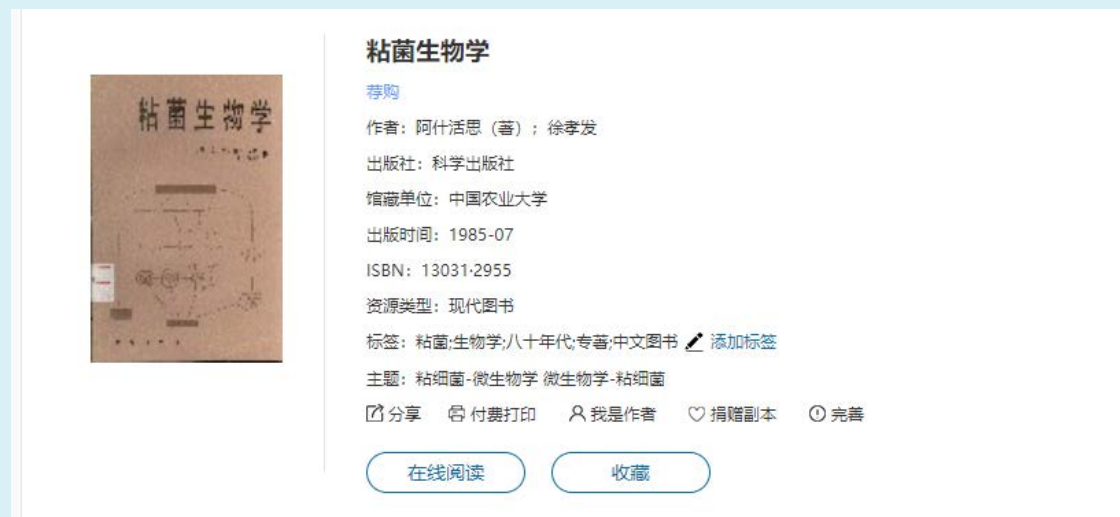 粘菌生物学
粘菌生物学
荐购
作者：阿什活思（著）；徐孝发
出版社：科学出版社
馆藏单位：中国农业大学
出版时间：1985-07
ISBN：13031·2955
资源类型：现代图书
标签：粘菌;生物学;八十年代;专著;中文图书 添加标签
主题：粘细菌-微生物学 微生物学-粘细菌
分享 付费打印 我是作者 捐赠副本 完善
在线阅读 收藏